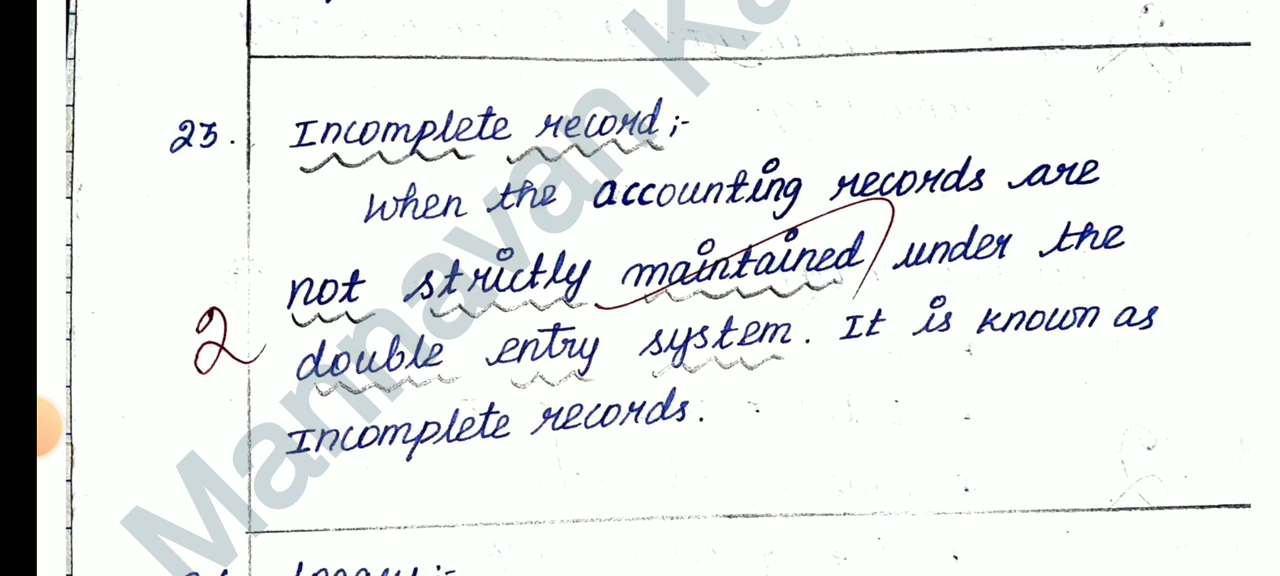 23. Incomplete record;-
When the accounting records are
not strictly maintained under the
2
double entry system. It is known as
Incomplete records.